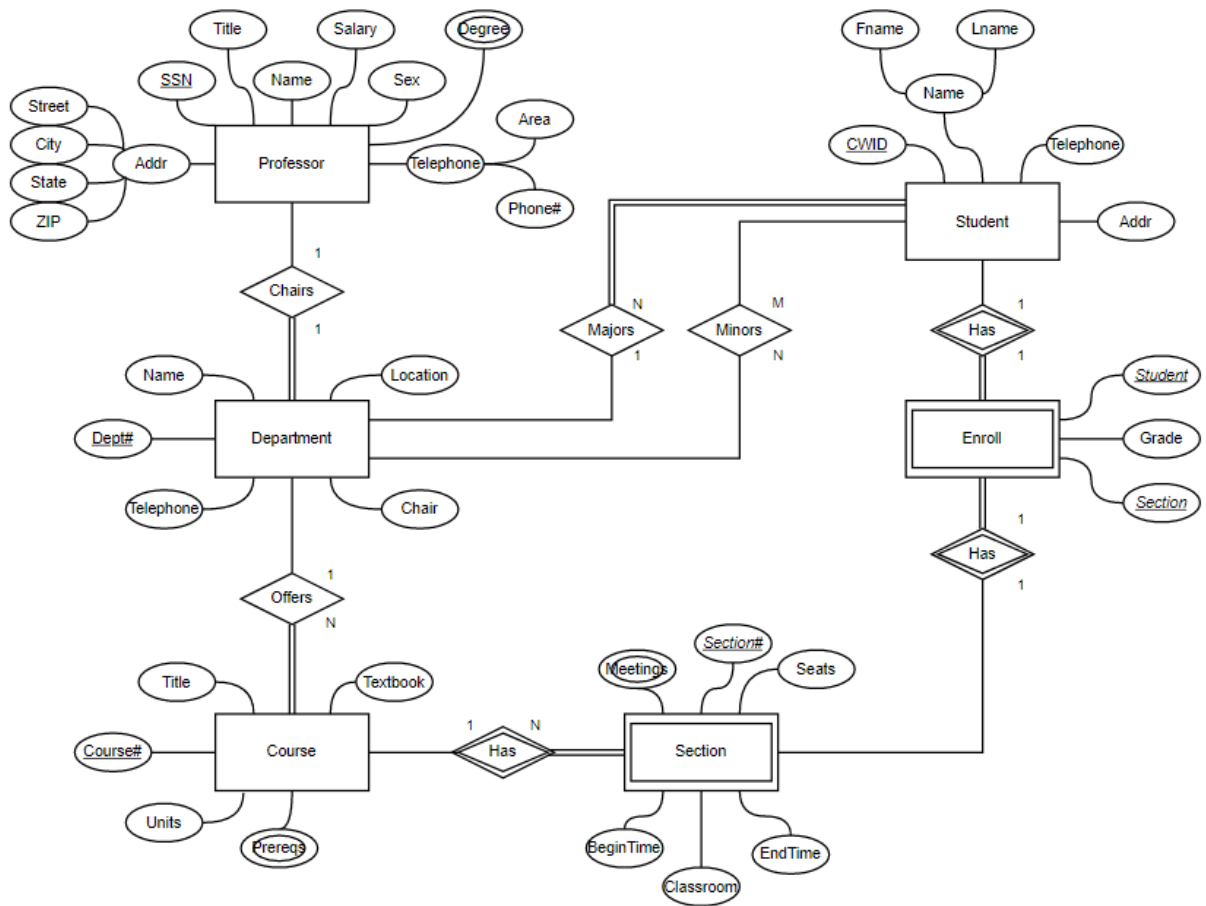 Title
Salary
Degree
Fname
Lname
SSN
Name
Sex
Name
Street
Area
City
Addr
Professor
Telephone
CWID
Telephone
State
Phone#
ZIP
Student
Addr
1
Chairs
1
N
Majors
1
M
Minors
N
1
Has
1
Name
Location
Student
Dept#
Department
Enroll
Grade
Telephone
Chair
Section
1
Has
1
1
Offers
N
Title
Textbook
Meetings
Section#
Seats
Course#
Course
1
Has
N
Section
Units
Prereqs
BeginTime
Classroom
EndTime